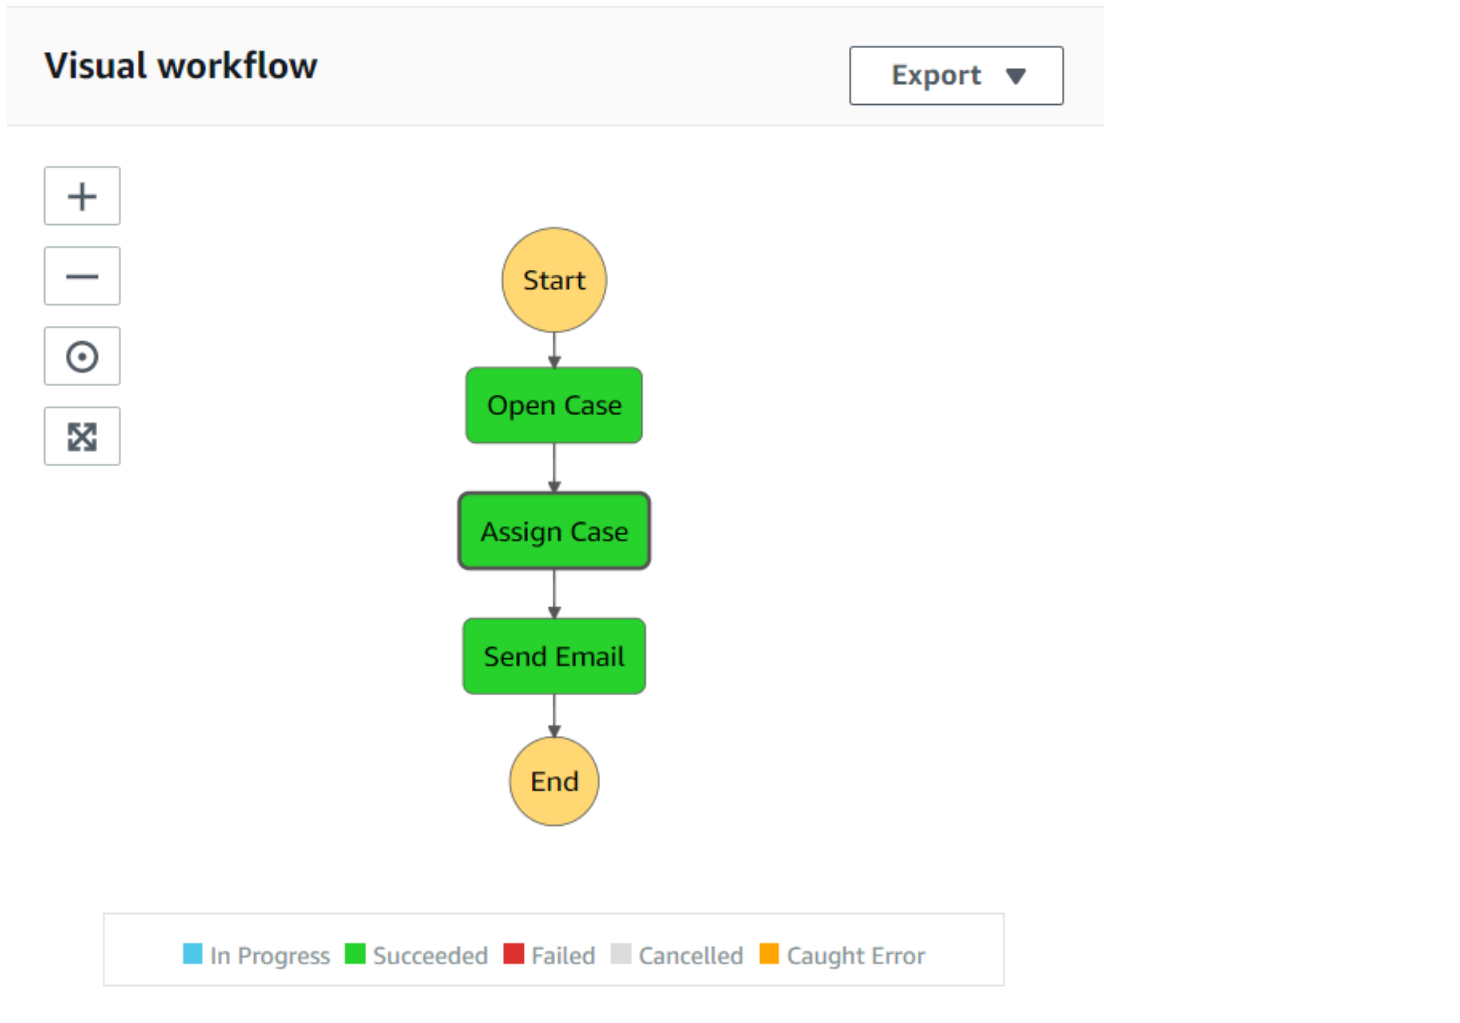 Visual workflow
Export
Start
Open Case
Assign Case
Send Email
End
In Progress Succeeded Failed Cancelled Caught Error